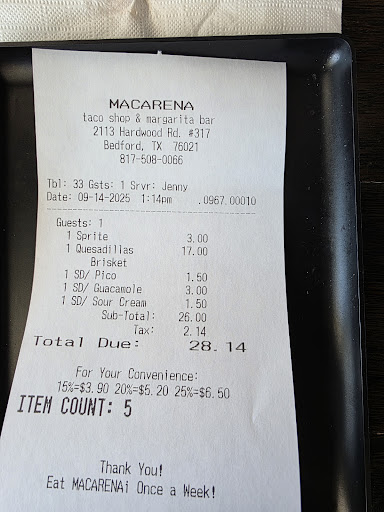 MACARENA
taco shop & margarita bar
2113 Hardwood Rd. #317
Bedford, TX 76021
817-508-0066
Tbl: 33 Gsts: 1 Srvr: Jenny
Date: 09-14-2025 1:14pm .0967.00010
Guests: 1
1 Sprite 3.00
1 Quesadillas 17.00
Brisket
1 SD/ Pico 1.50
1 SD/ Guacamole 3.00
1 SD/ Sour Cream 1.50
Sub-Total: 26.00
Tax: 2.14
Total Due: 28.14
For Your Convenience:
15%=$3.90 20%=$5.20 25%=$6.50
ITEM COUNT: 5
Thank You!
Eat MACARENA¡ Once a Week!